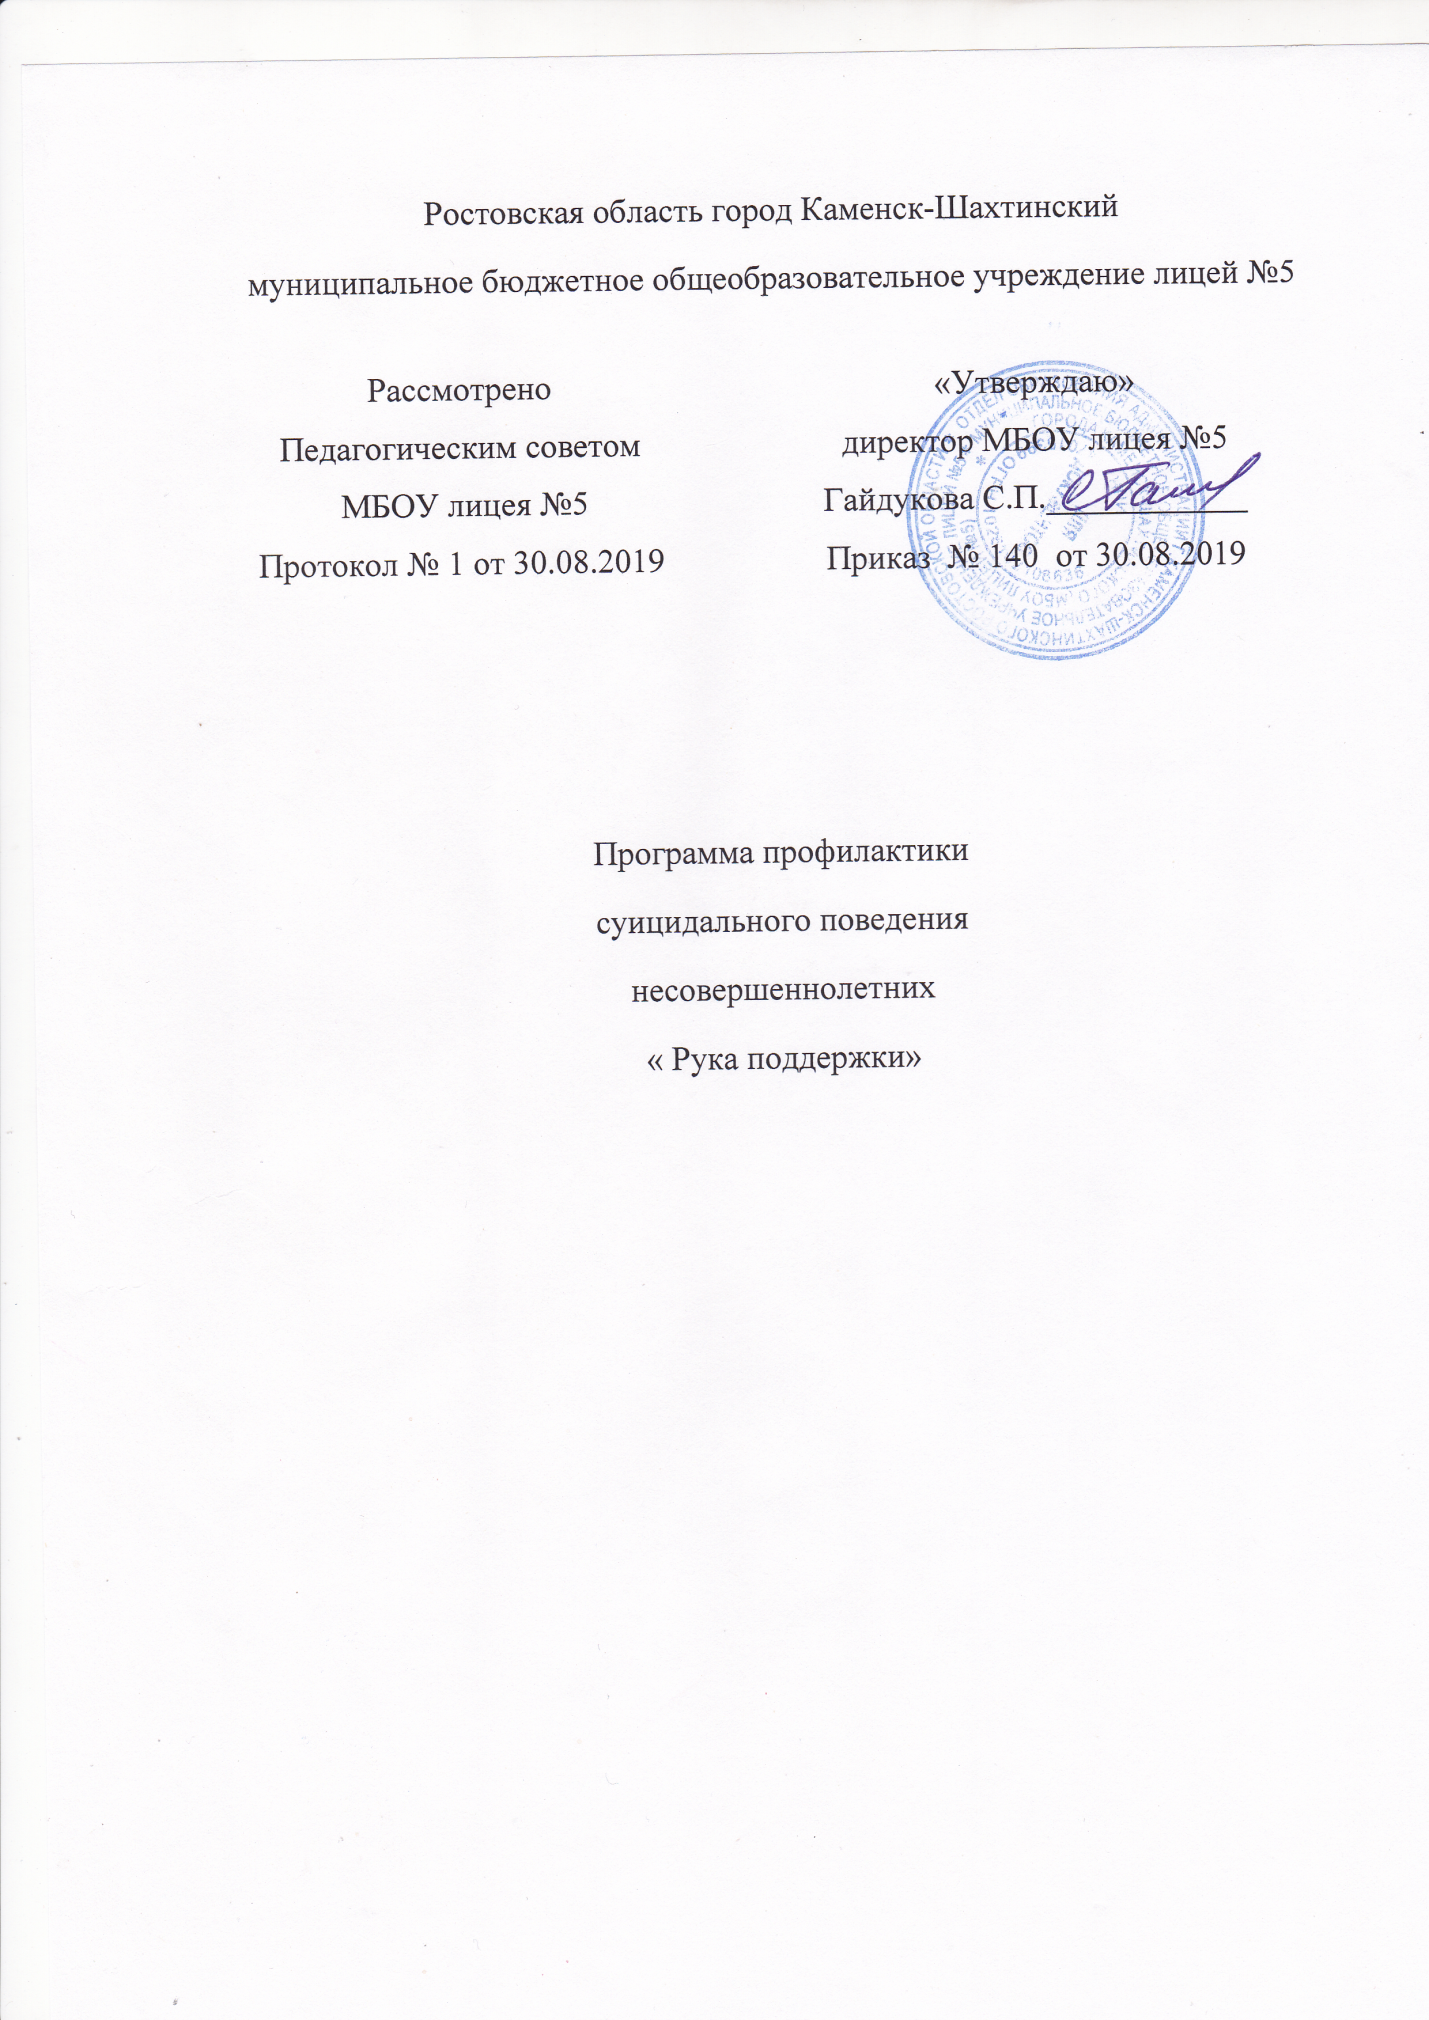 Ростовская область город Каменск-Шахтинский
муниципальное бюджетное общеобразовательное учреждение лицей №5
Рассмотрено
Педагогическим советом
МБОУ лицея №5
Протокол № 1 от 30.08.2019
«Утверждаю»
директор МБОУ лицея №5
Гайдукова С.П.
Приказ № 140 от 30.08.2019
Программа профилактики
суицидального поведения
несовершеннолетних
« Рука поддержки»